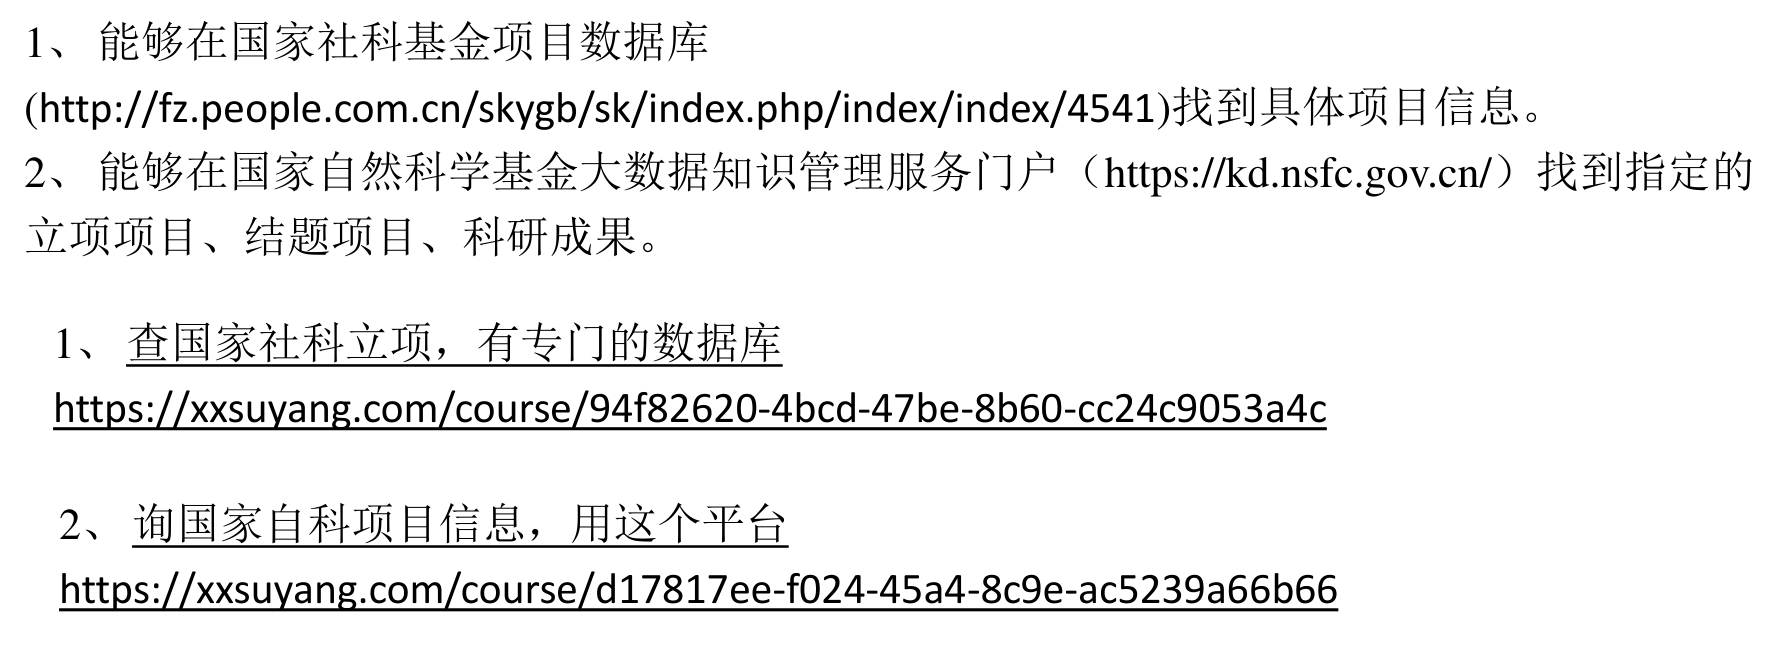 1、 能够在国家社科基金项目数据库
(http://fz.people.com.cn/skygb/sk/index.php/index/index/4541)找到具体项目信息。
2、 能够在国家自然科学基金大数据知识管理服务门户（https://kd.nsfc.gov.cn/）找到指定的
立项项目、结题项目、科研成果。
1、 查国家社科立项，有专门的数据库
https://xxsuyang.com/course/94f82620-4bcd-47be-8b60-cc24c9053a4c
2、 询国家自科项目信息，用这个平台
https://xxsuyang.com/course/d17817ee-f024-45a4-8c9e-ac5239a66b66